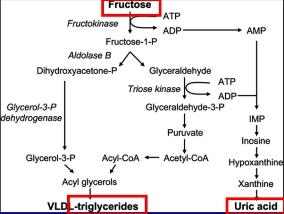 Fructose
Fructokinase
ATP
ADP
AMP
Fructose-1-P
Aldolase B
Dihydroxyacetone-P
Glyceraldehyde
ATP
Triose kinase
ADP
Glycerol-3-P
dehydrogenase
Glyceraldehyde-3-P
IMP
Puruvate
Inosine
Hypoxanthine
Glycerol-3-P
Acyl-CoA
Acetyl-CoA
Xanthine
Acyl glycerols
VLDL-triglycerides
Uric acid